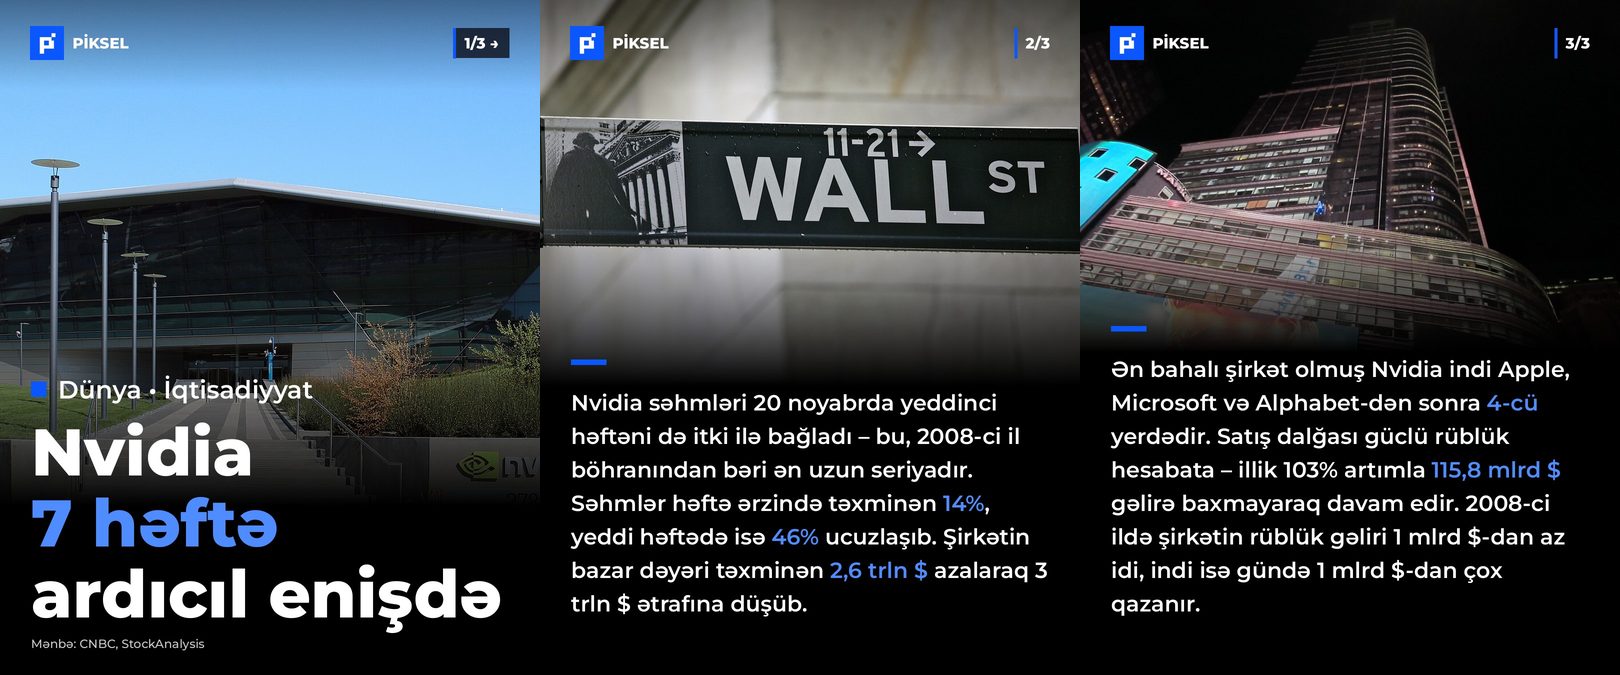 PİKSEL
1/3 →
Dünya • İqtisadiyyat
Nvidia
7 həftə
ardıcıl enişdə
Mənbə: CNBC, StockAnalysis
PİKSEL
2/3
11-21 →
WALL ST
Nvidia səhmləri 20 noyabrda yeddinci
həftəni də itki ilə bağladı – bu, 2008-ci il
böhranından bəri ən uzun seriyadır.
Səhmlər həftə ərzində təxminən 14%,
yeddi həftədə isə 46% ucuzlaşıb. Şirkətin
bazar dəyəri təxminən 2,6 trln $ azalaraq 3
trln $ ətrafına düşüb.
PİKSEL
3/3
Ən bahalı şirkət olmuş Nvidia indi Apple,
Microsoft və Alphabet-dən sonra 4-cü
yerdədir. Satış dalğası güclü rüblük
hesabata – illik 103% artımla 115,8 mlrd $
gəlirə baxmayaraq davam edir. 2008-ci
ildə şirkətin rüblük gəliri 1 mlrd $-dan az
idi, indi isə gündə 1 mlrd $-dan çox
qazanır.